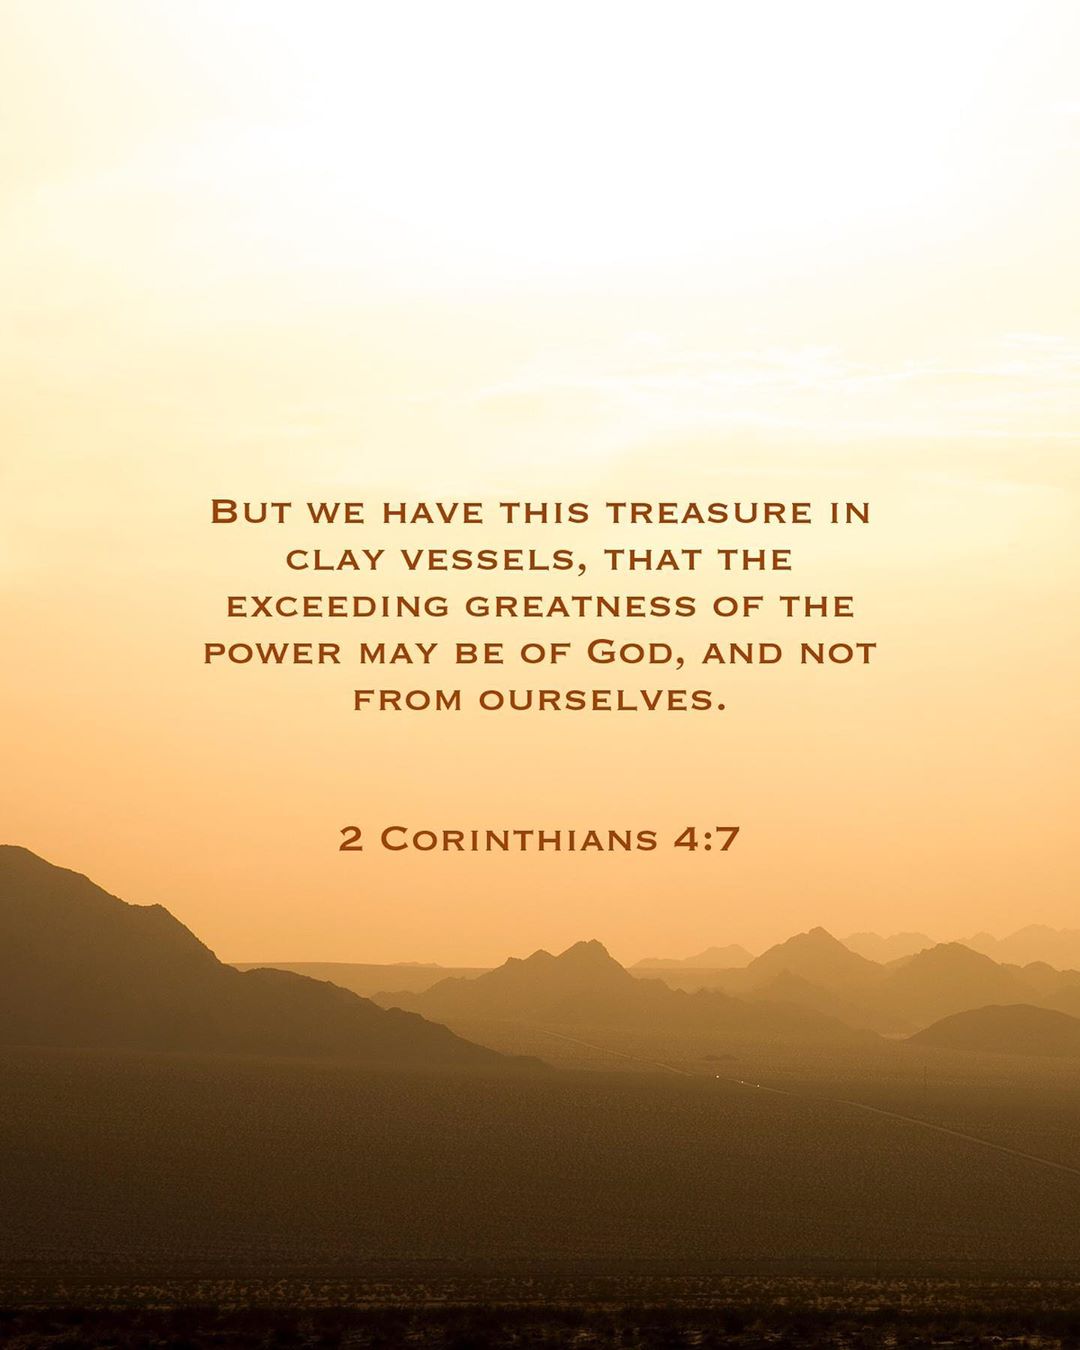 But we have this treasure in
clay vessels, that the
exceeding greatness of the
power may be of God, and not
from ourselves.
2 Corinthians 4:7